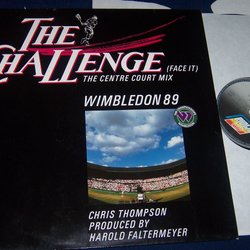 THE
CHALLENGE
(FACE IT)
THE CENTRE COURT MIX
WIMBLEDON 89
CHRIS THOMPSON
PRODUCED BY
HAROLD FALTERMEYER